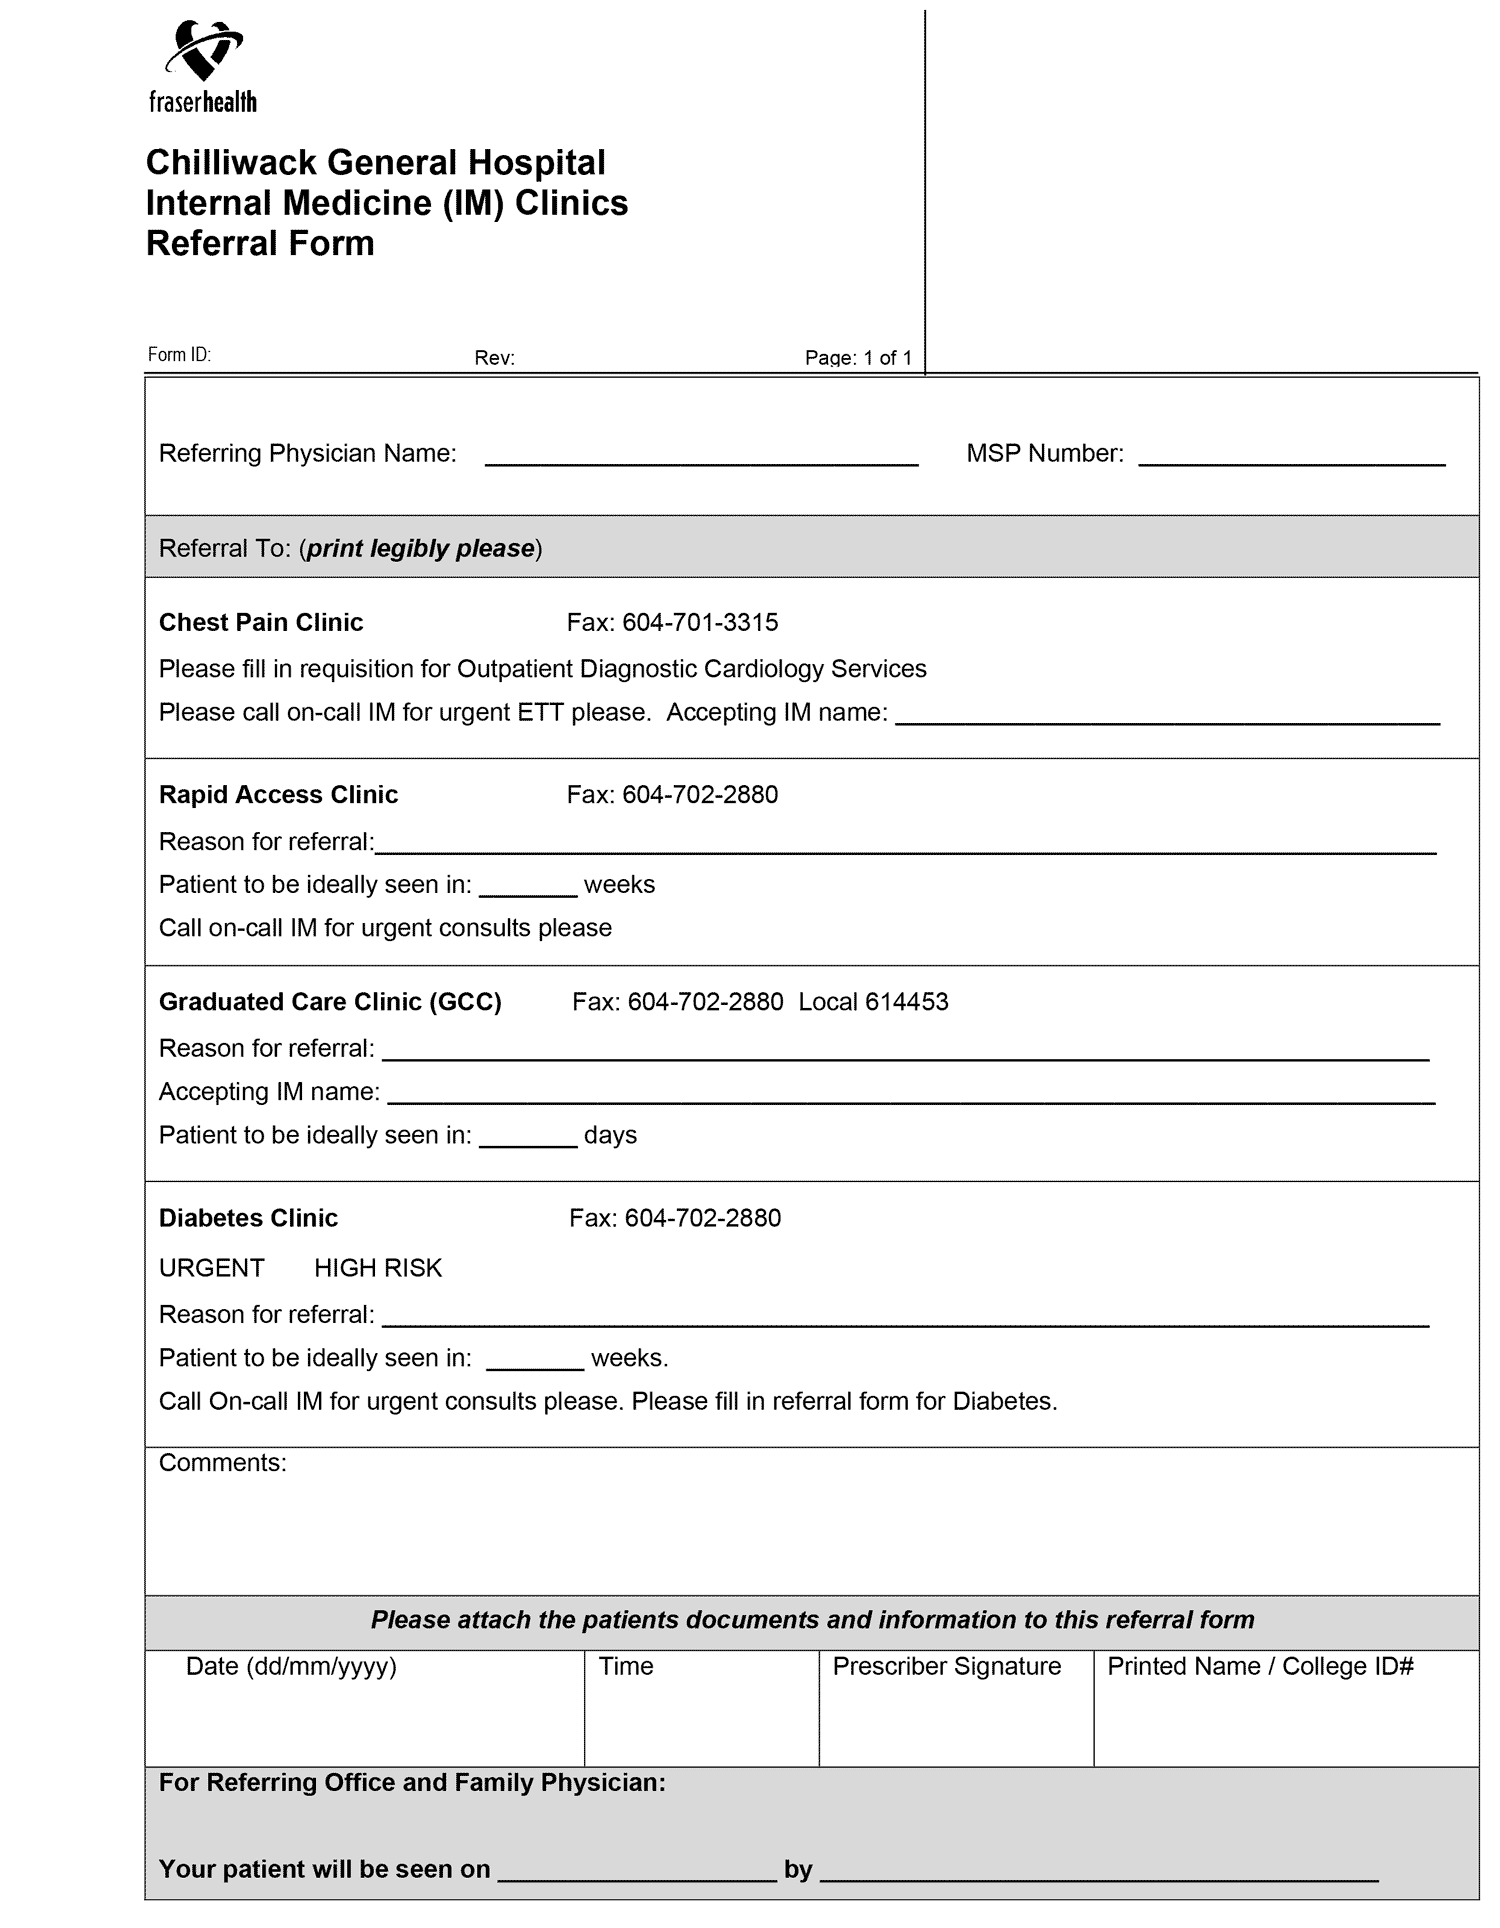 fraserhealth
Chilliwack General Hospital
Internal Medicine (IM) Clinics
Referral Form
Form ID: Rev: Page: 1 of 1
Referring Physician Name: ____________________ MSP Number: ____________________
Referral To: (print legibly please)
Chest Pain Clinic Fax: 604-701-3315
Please fill in requisition for Outpatient Diagnostic Cardiology Services
Please call on-call IM for urgent ETT please. Accepting IM name: ____________________
Rapid Access Clinic Fax: 604-702-2880
Reason for referral:____________________
Patient to be ideally seen in: _______ weeks
Call on-call IM for urgent consults please
Graduated Care Clinic (GCC) Fax: 604-702-2880 Local 614453
Reason for referral: ____________________
Accepting IM name: ____________________
Patient to be ideally seen in: _______ days
Diabetes Clinic Fax: 604-702-2880
URGENT HIGH RISK
Reason for referral: ____________________
Patient to be ideally seen in: _______ weeks.
Call On-call IM for urgent consults please. Please fill in referral form for Diabetes.
Comments:
Please attach the patients documents and information to this referral form
Date (dd/mm/yyyy) Time Prescriber Signature Printed Name / College ID#
For Referring Office and Family Physician:
Your patient will be seen on ____________________ by ____________________